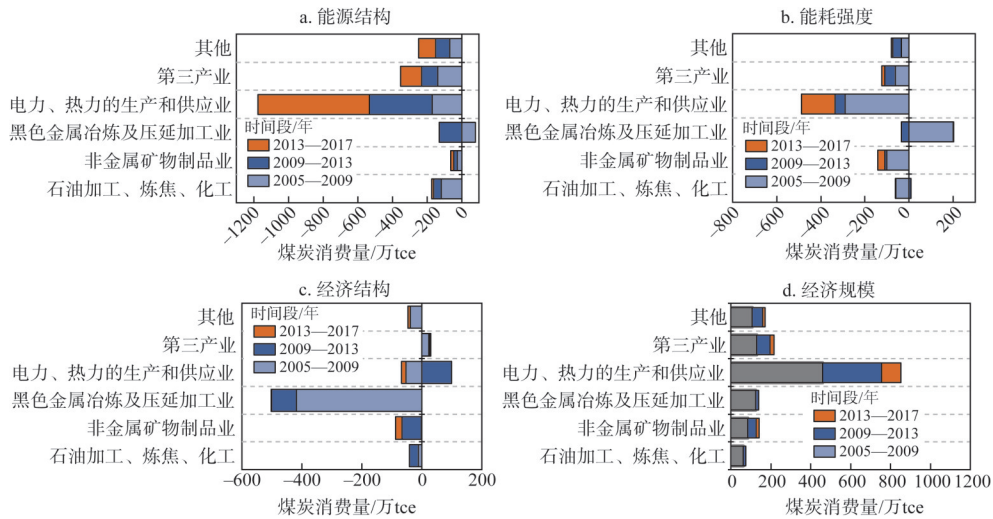 a. 能源结构
其他
第三产业
电力、热力的生产和供应业
黑色金属冶炼及压延加工业
非金属矿物制品业
石油加工、炼焦、化工
时间段/年
2013—2017
2009—2013
2005—2009
−1200 −1000 −800 −600 −400 −200 0
煤炭消费量/万tce
b. 能耗强度
其他
第三产业
电力、热力的生产和供应业
黑色金属冶炼及压延加工业
非金属矿物制品业
石油加工、炼焦、化工
时间段/年
2013—2017
2009—2013
2005—2009
−800 −600 −400 −200 0 200
煤炭消费量/万tce
c. 经济结构
其他
第三产业
电力、热力的生产和供应业
黑色金属冶炼及压延加工业
非金属矿物制品业
石油加工、炼焦、化工
时间段/年
2013—2017
2009—2013
2005—2009
−600 −400 −200 0 200
煤炭消费量/万tce
d. 经济规模
其他
第三产业
电力、热力的生产和供应业
黑色金属冶炼及压延加工业
非金属矿物制品业
石油加工、炼焦、化工
时间段/年
2013—2017
2009—2013
2005—2009
0 200 400 600 800 1000 1200
煤炭消费量/万tce